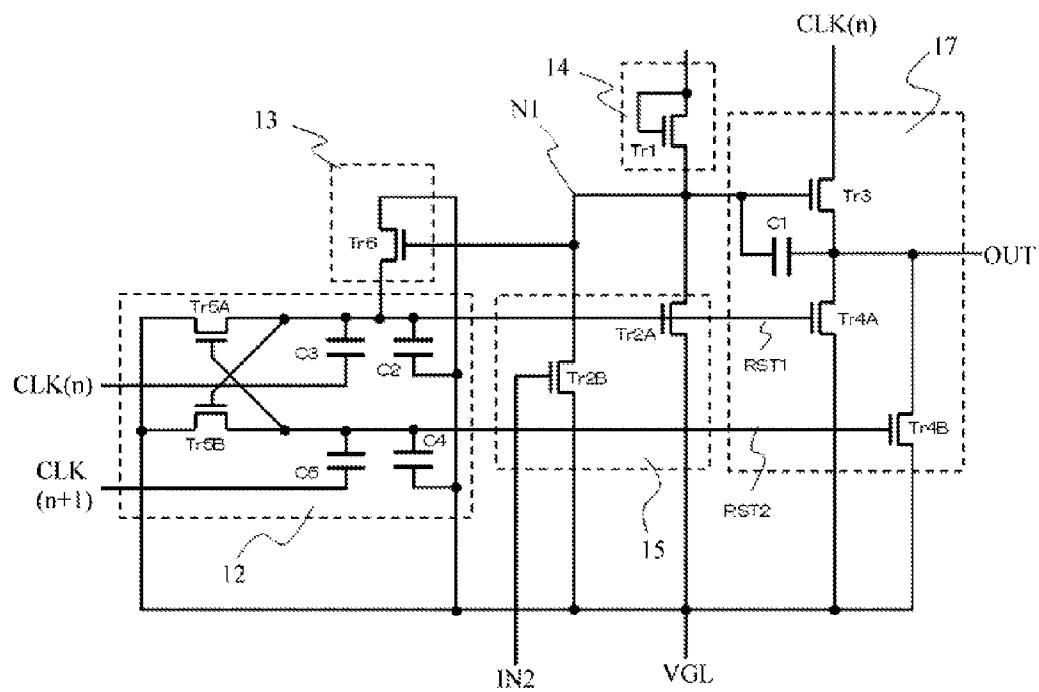 CLK(n)
17
14
N1
13
Tr1
Tr3
C1
Tr6
OUT
Tr5A
Tr2A
Tr4A
C3
C2
RST1
CLK(n)
Tr2B
Tr5B
C4
Tr4B
CLK
(n+1)
C5
RST2
12
15
IN2
VGL